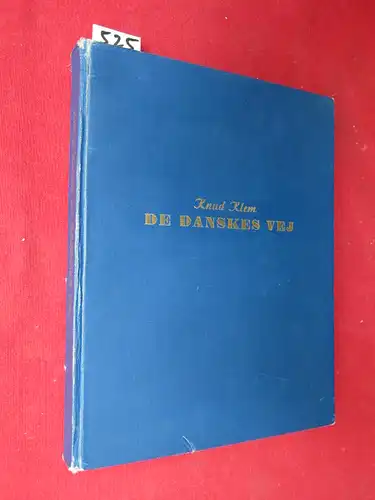 525
Knud Klem
DE DANSKES VEJ